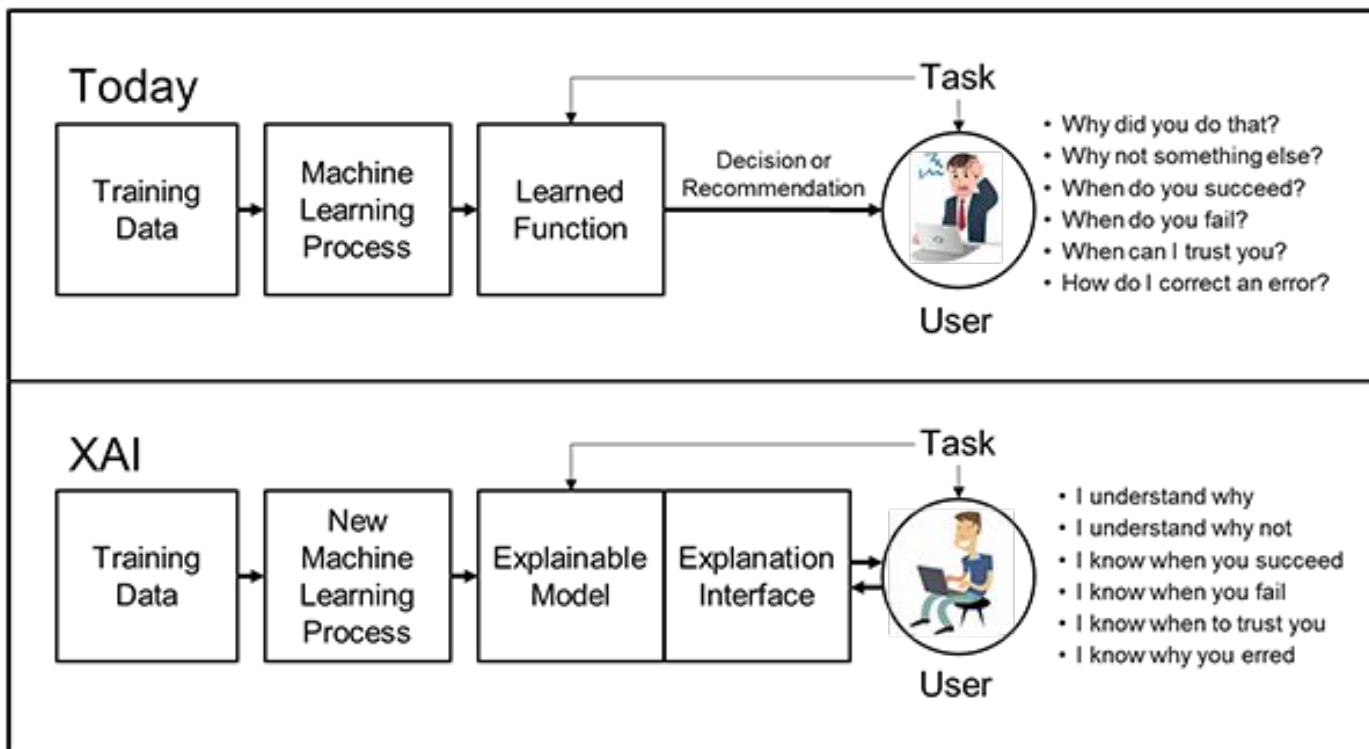 Today
Task
Training
Data
Machine
Learning
Process
Learned
Function
Decision or
Recommendation
User
• Why did you do that?
• Why not something else?
• When do you succeed?
• When do you fail?
• When can I trust you?
• How do I correct an error?
XAI
Task
Training
Data
New
Machine
Learning
Process
Explainable
Model
Explanation
Interface
User
• I understand why
• I understand why not
• I know when you succeed
• I know when you fail
• I know when to trust you
• I know why you erred